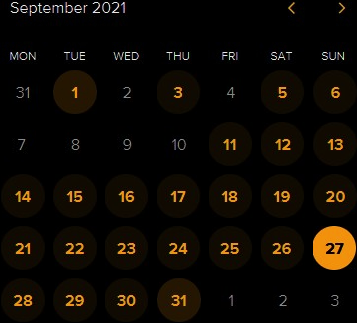 September 2021
MON TUE WED THU FRI SAT SUN
31 1 2 3 4 5 6
7 8 9 10 11 12 13
14 15 16 17 18 19 20
21 22 23 24 25 26 27
28 29 30 31 1 2 3